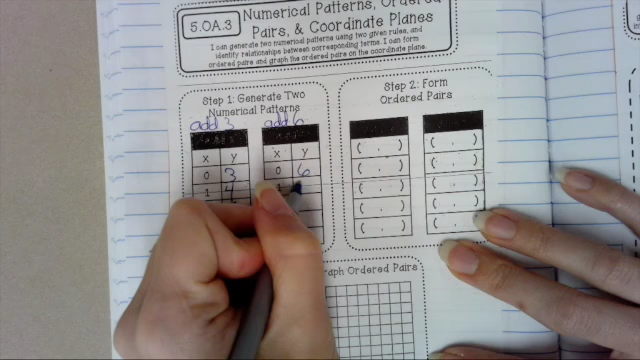 5.OA.3
Numerical Patterns, Ordered
Pairs, & Coordinate Planes
I can generate two numerical patterns using two given rules, and
identify relationships between corresponding terms. I can form
ordered pairs and graph the ordered pairs on the coordinate plane.
Step 1: Generate Two
Numerical Patterns
add 3
x y
0 3
1 4
add 6
x y
0 6
1
Step 2: Form
Ordered Pairs
( , ) ( , )
( , ) ( , )
( , ) ( , )
( , ) ( , )
( , ) ( , )
raph Ordered Pairs